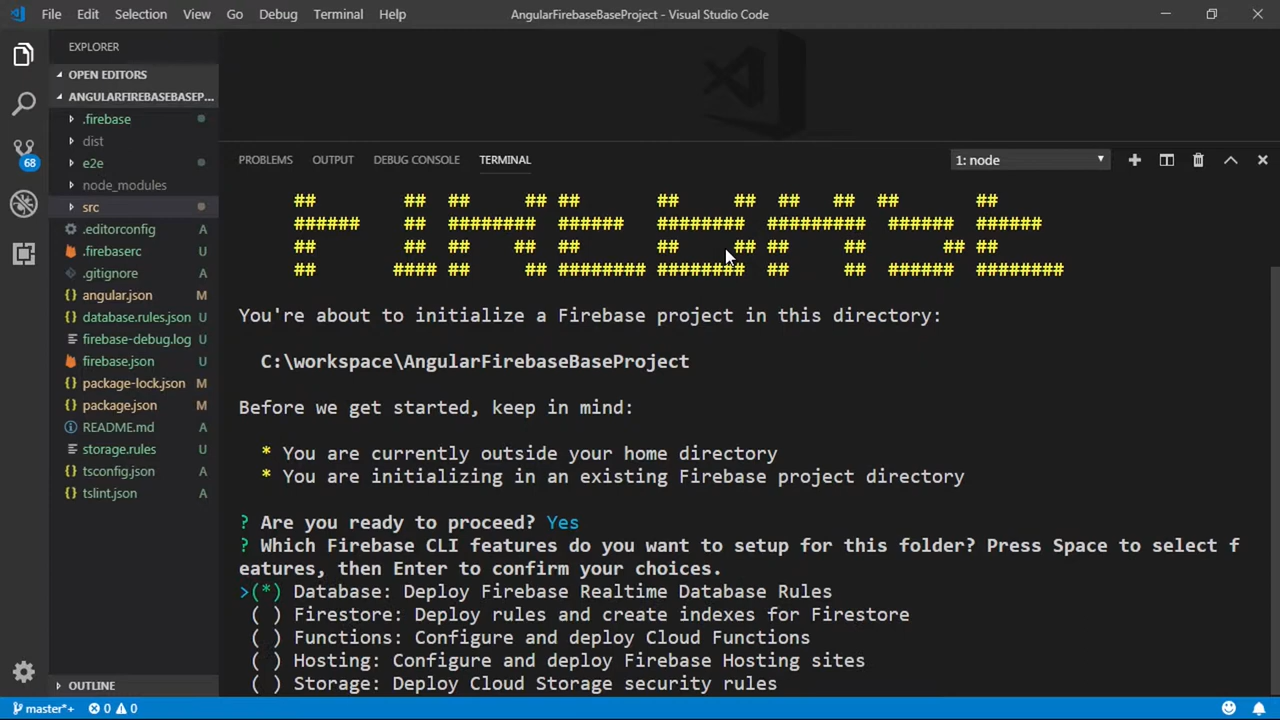 File Edit Selection View Go Debug Terminal Help AngularFirebaseBaseProject - Visual Studio Code
EXPLORER
OPEN EDITORS
ANGULARFIREBASEBASEP...
.firebase
dist
e2e
node_modules
src
.editorconfig A
.firebaserc U
.gitignore A
angular.json M
database.rules.json U
firebase-debug.log U
firebase.json U
package-lock.json M
package.json M
README.md A
storage.rules U
tsconfig.json A
tslint.json A
OUTLINE
68
PROBLEMS OUTPUT DEBUG CONSOLE TERMINAL 1: node
## ## ## ## ## ## ## ## ## ## ##
###### ## ######## ###### ######## ######### ###### ######
## ## ## ## ## ## ## ## ## ## ##
## #### ## ## ######## ######## ## ## ###### ########
You're about to initialize a Firebase project in this directory:
C:\workspace\AngularFirebaseBaseProject
Before we get started, keep in mind:
* You are currently outside your home directory
* You are initializing in an existing Firebase project directory
? Are you ready to proceed? Yes
? Which Firebase CLI features do you want to setup for this folder? Press Space to select f
eatures, then Enter to confirm your choices.
>(*) Database: Deploy Firebase Realtime Database Rules
( ) Firestore: Deploy rules and create indexes for Firestore
( ) Functions: Configure and deploy Cloud Functions
( ) Hosting: Configure and deploy Firebase Hosting sites
( ) Storage: Deploy Cloud Storage security rules
master*+ 0 0